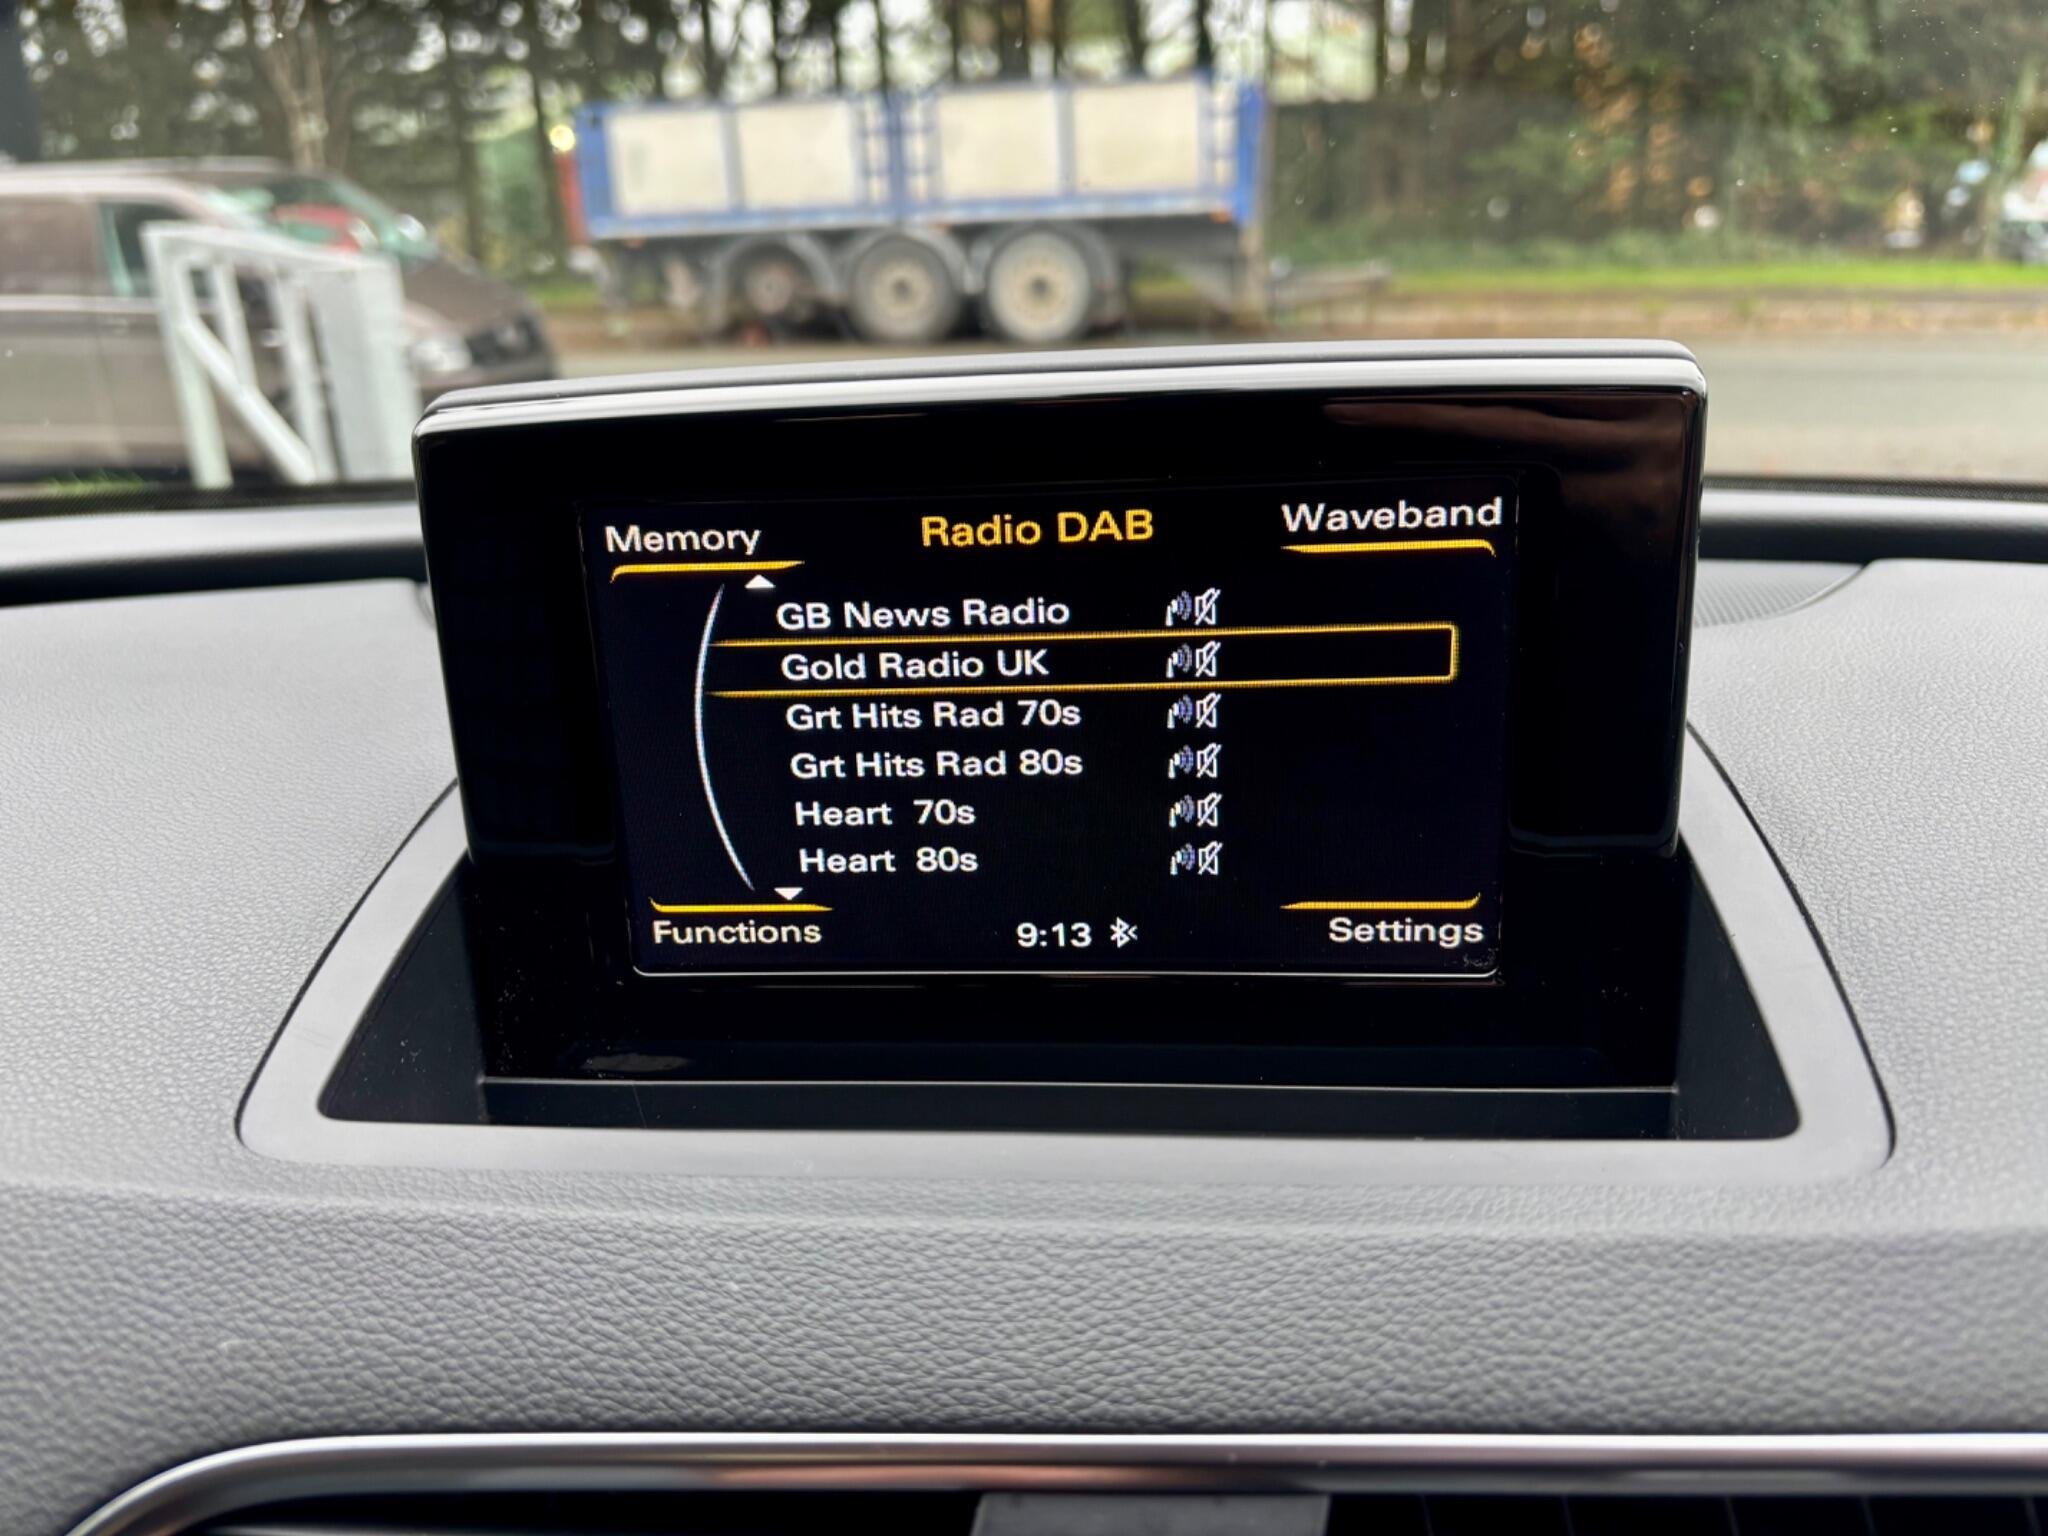 Memory
Radio DAB
Waveband
GB News Radio
Gold Radio UK
Grt Hits Rad 70s
Grt Hits Rad 80s
Heart 70s
Heart 80s
Functions
9:13
Settings